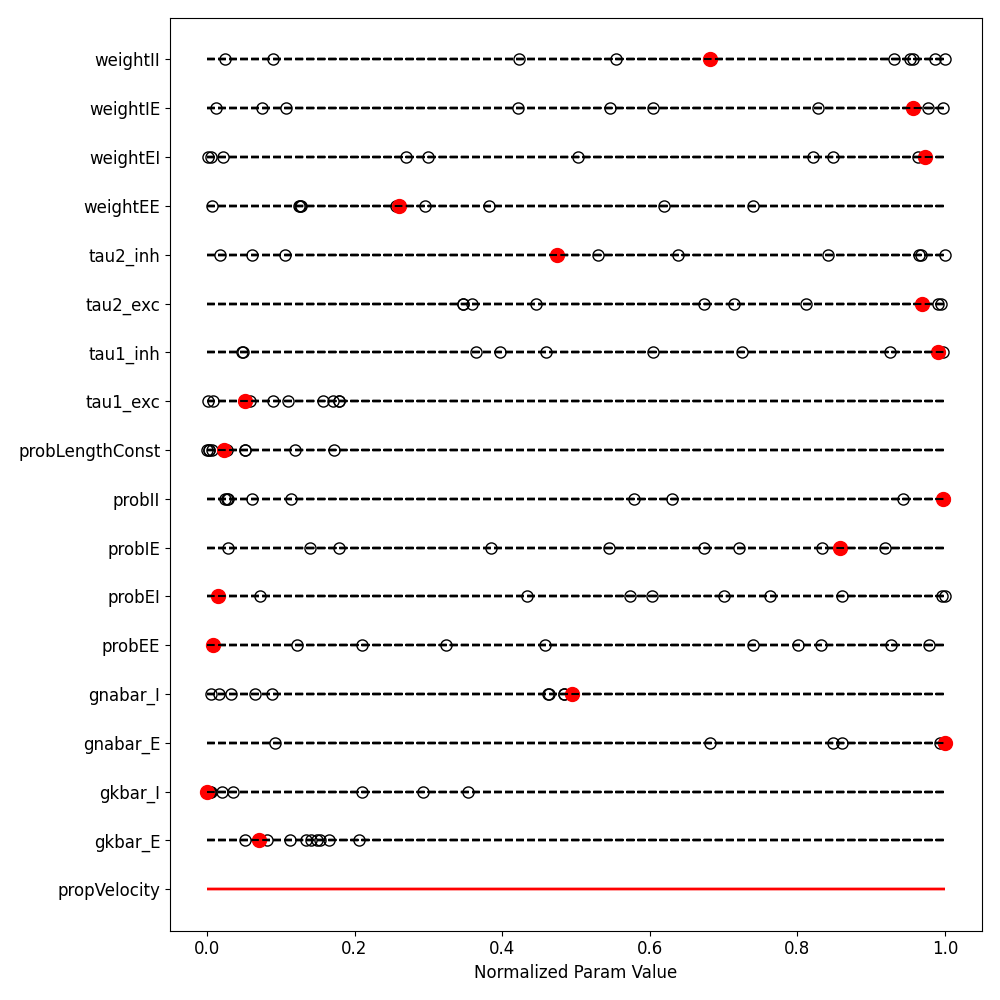 weightII
weightIE
weightEI
weightEE
tau2_inh
tau2_exc
tau1_inh
tau1_exc
probLengthConst
probII
probIE
probEI
probEE
gnabar_I
gnabar_E
gkbar_I
gkbar_E
propVelocity
0.0 0.2 0.4 0.6 0.8 1.0
Normalized Param Value